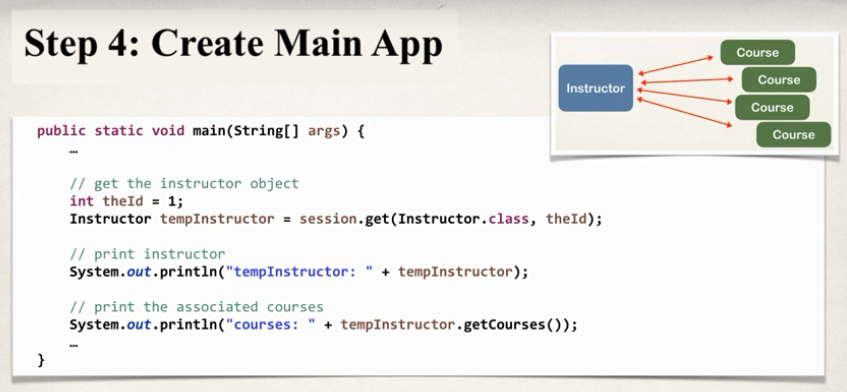 Step 4: Create Main App
Instructor
Course
Course
Course
Course
public static void main(String[] args) {
…
// get the instructor object
int theId = 1;
Instructor tempInstructor = session.get(Instructor.class, theId);
// print instructor
System.out.println("tempInstructor: " + tempInstructor);
// print the associated courses
System.out.println("courses: " + tempInstructor.getCourses());
…
}